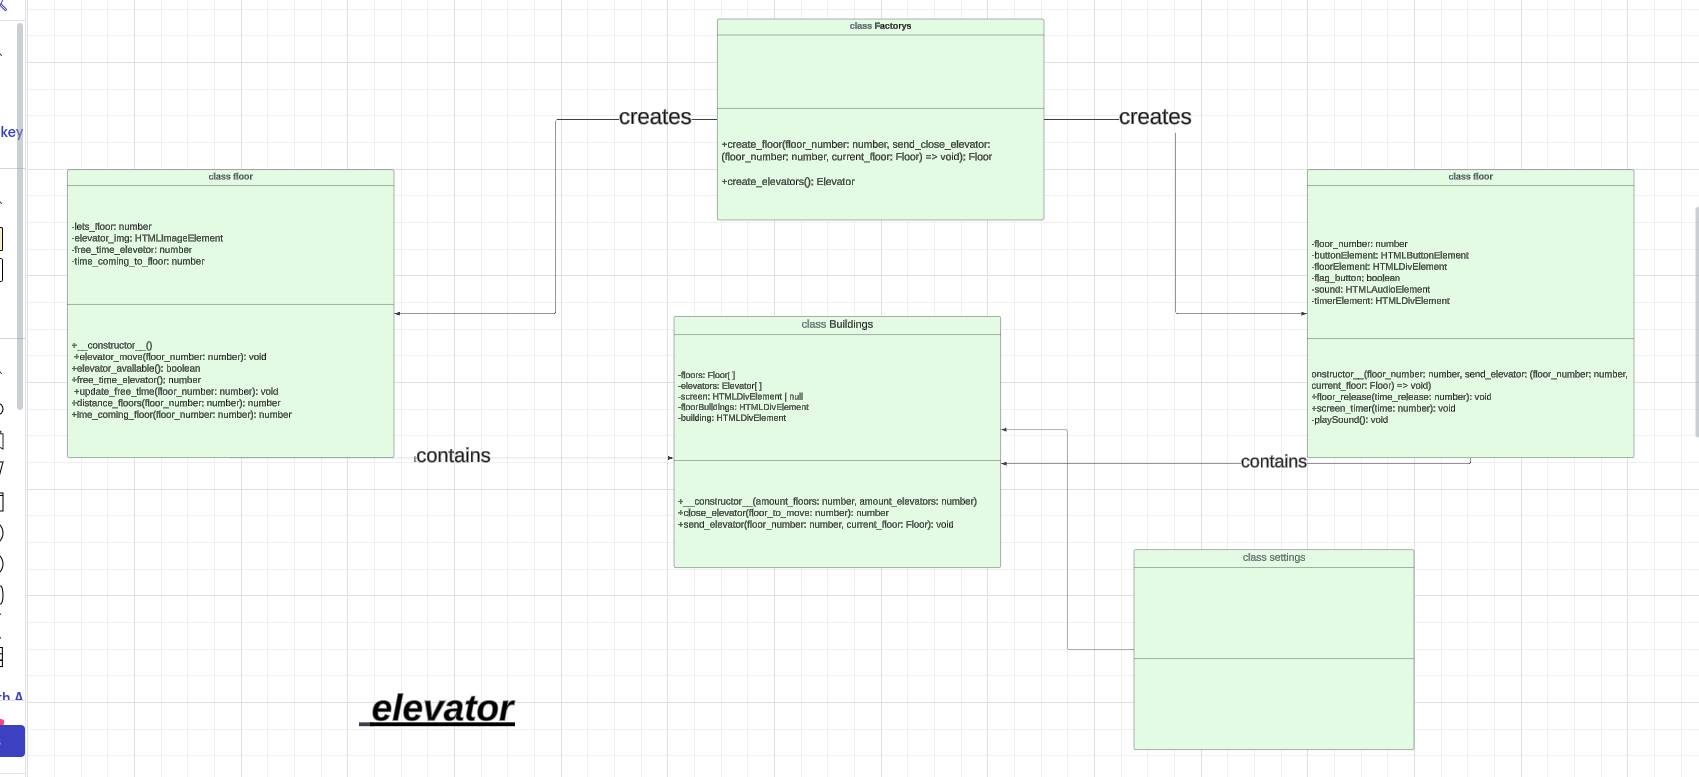 class Factorys
+create_floor(floor_number: number, send_close_elevator:
(floor_number: number, current_floor: Floor) => void): Floor
+create_elevators(): Elevator
creates
creates
key
class floor
-lets_floor: number
-elevator_img: HTMLImageElement
-free_time_elevetor: number
-time_coming_to_floor: number
+__constructor__()
+elevator_move(floor_number: number): void
+elevator_available(): boolean
+free_time_elevator(): number
+update_free_time(floor_number: number): void
+distance_floors(floor_number: number): number
+ime_coming_floor(floor_number: number): number
class floor
-floor_number: number
-buttonElement: HTMLButtonElement
-floorElement: HTMLDivElement
-flag_button: boolean
-sound: HTMLAudioElement
-timerElement: HTMLDivElement
onstructor__(floor_number: number, send_elevator: (floor_number: number,
current_floor: Floor) => void)
+floor_release(time_release: number): void
+screen_timer(time: number): void
-playSound(): void
class Buildings
-floors: Floor[ ]
-elevators: Elevator[ ]
-screen: HTMLDivElement | null
-floorBuildings: HTMLDivElement
-building: HTMLDivElement
+__constructor__(amount_floors: number, amount_elevators: number)
+close_elevator(floor_to_move: number): number
+send_elevator(floor_number: number, current_floor: Floor): void
contains
contains
class settings
elevator
th A